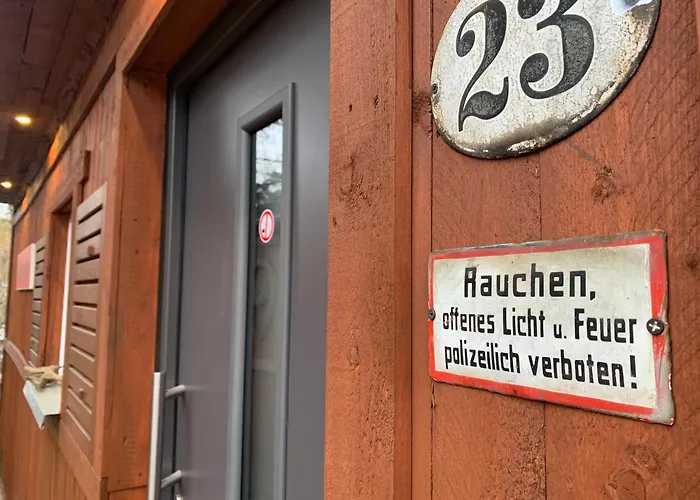 23
Rauchen,
offenes Licht u. Feuer
polizeilich verboten!